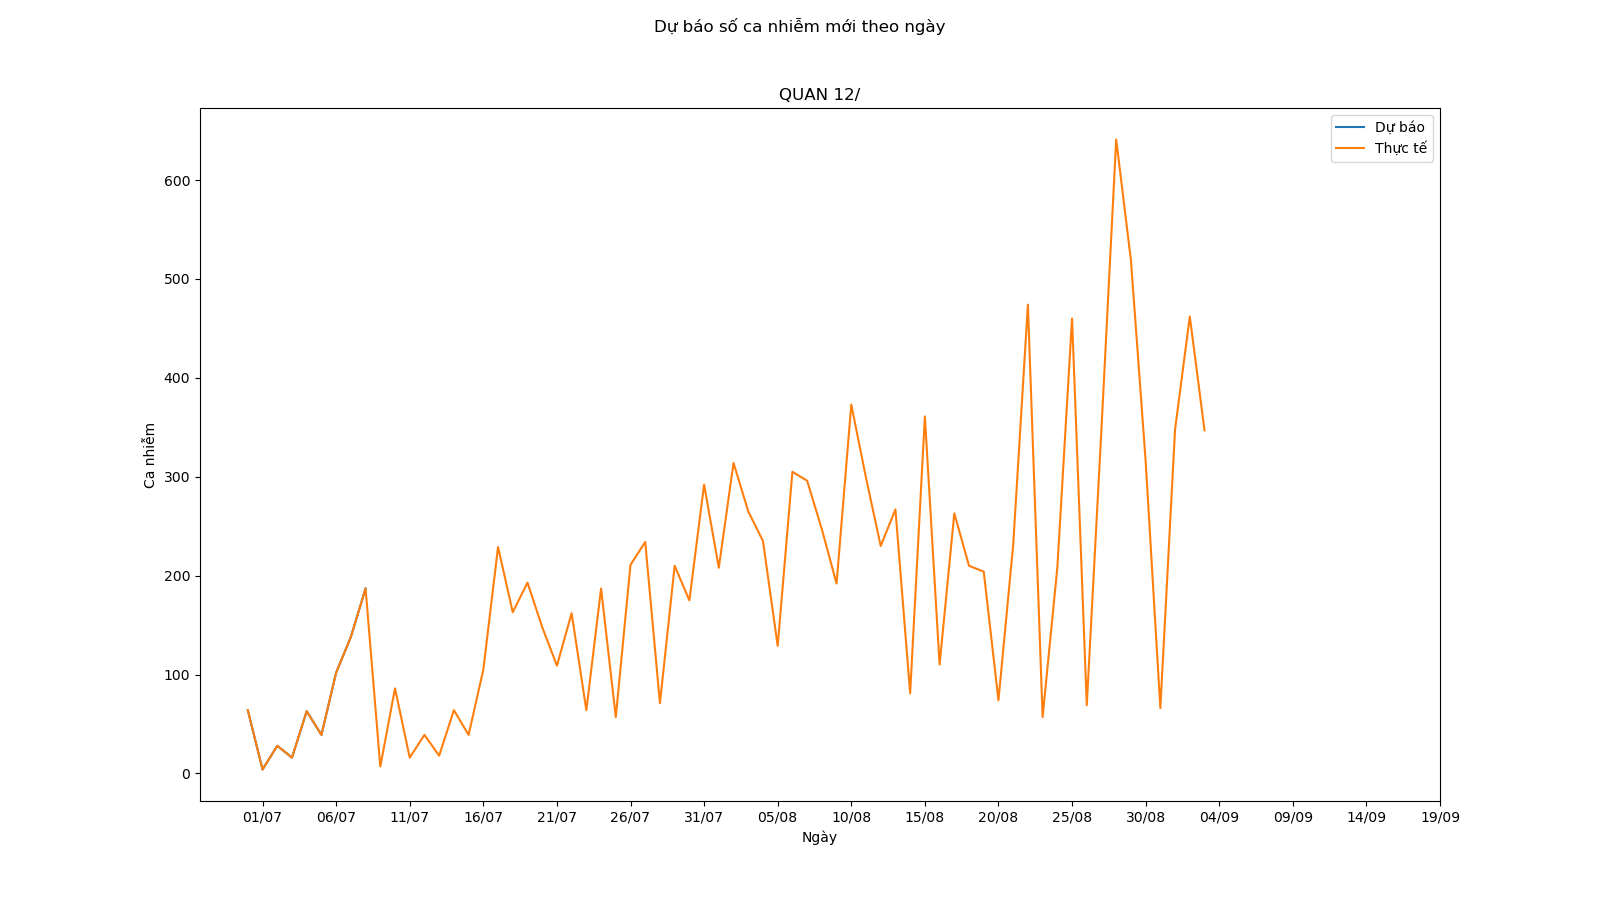 Dự báo số ca nhiễm mới theo ngày
QUAN 12/
Dự báo
Thực tế
600
500
400
300
200
100
0
Ca nhiễm
01/07 06/07 11/07 16/07 21/07 26/07 31/07 05/08 10/08 15/08 20/08 25/08 30/08 04/09 09/09 14/09 19/09
Ngày